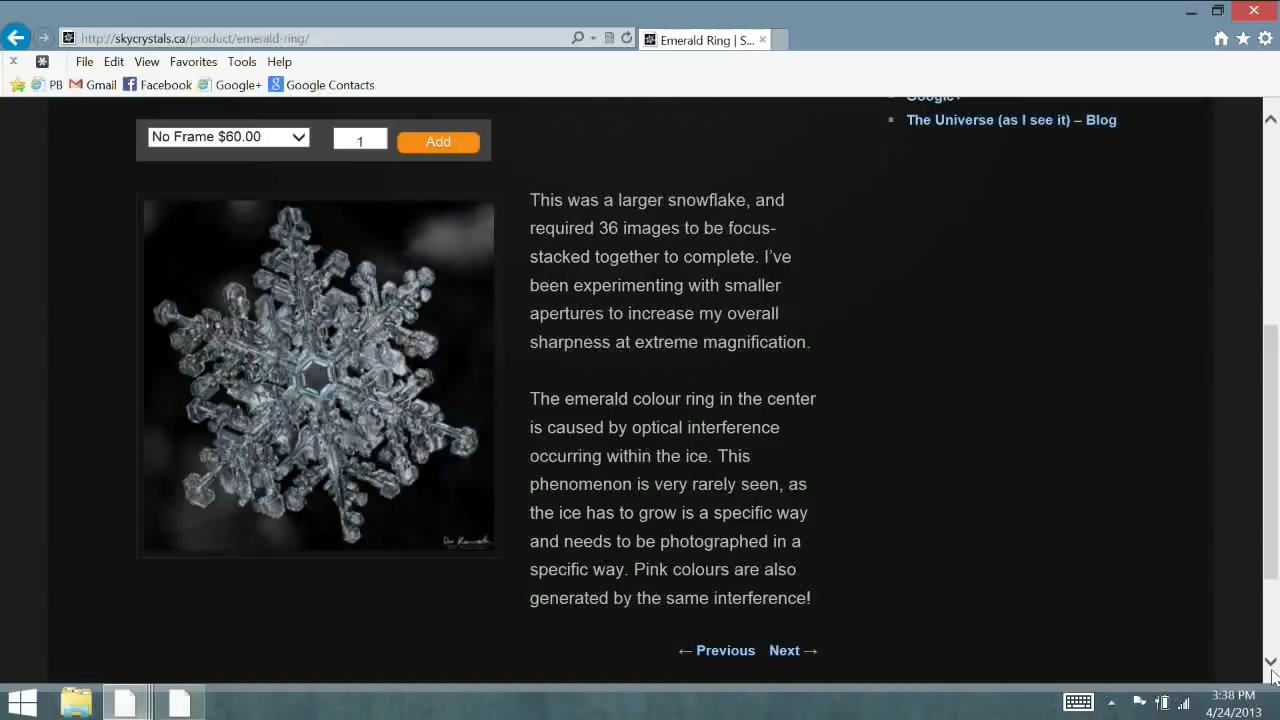 http://skycrystals.ca/product/emerald-ring/
Emerald Ring | S...
File Edit View Favorites Tools Help
PB Gmail Facebook Google+ Google Contacts
Google+
The Universe (as I see it) – Blog
No Frame $60.00 1 Add
This was a larger snowflake, and
required 36 images to be focus-
stacked together to complete. I’ve
been experimenting with smaller
apertures to increase my overall
sharpness at extreme magnification.
The emerald colour ring in the center
is caused by optical interference
occurring within the ice. This
phenomenon is very rarely seen, as
the ice has to grow is a specific way
and needs to be photographed in a
specific way. Pink colours are also
generated by the same interference!
← Previous Next →
3:38 PM
4/24/2013